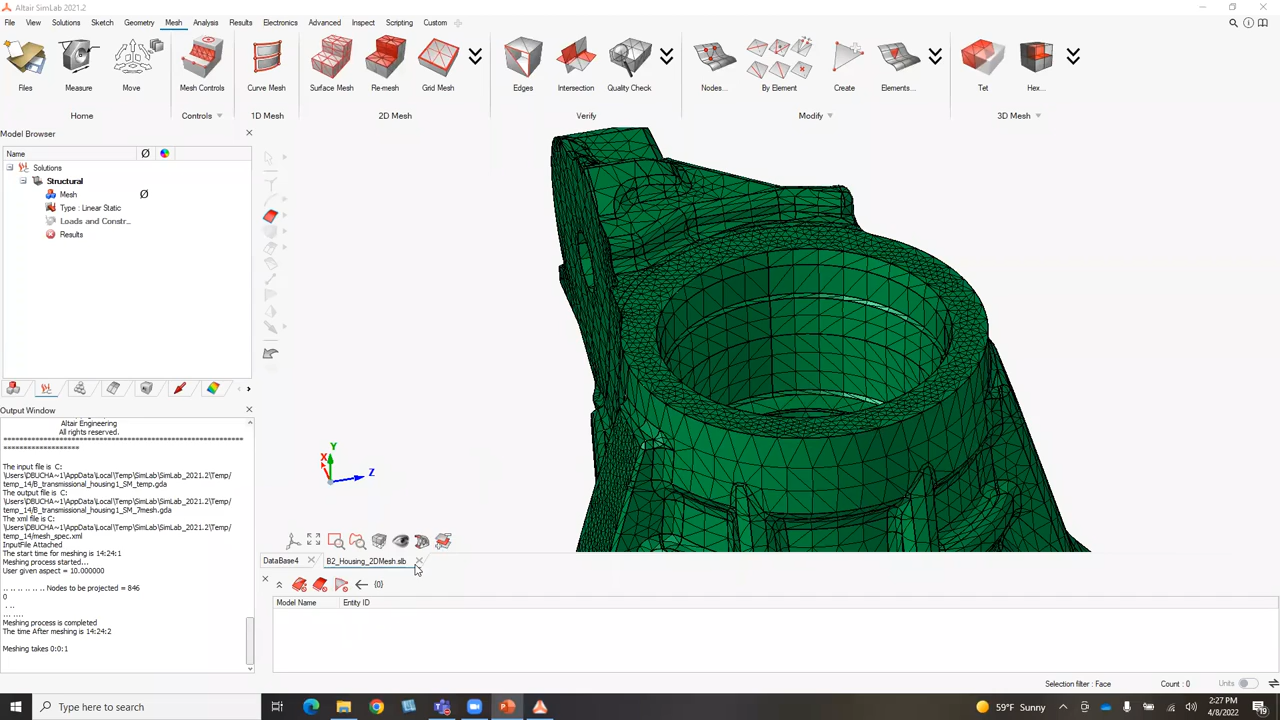 Altair SimLab 2021.2
File View Solutions Sketch Geometry Mesh Analysis Results Electronics Advanced Inspect Scripting Custom
Files Measure Move Mesh Controls Curve Mesh Surface Mesh Re-mesh Grid Mesh Edges Intersection Quality Check Nodes... By Element Create Elements... Tet Hex...
Home Controls 1D Mesh 2D Mesh Verify Modify 3D Mesh
Model Browser
Name Ø
Solutions
Structural
Mesh Ø
Type : Linear Static
Loads and Constr...
Results
Output Window
Altair Engineering
All rights reserved.
==========================================================
==================
The input file is C:
\Users\DBUCHA~1\AppData\Local\Temp\SimLab\SimLab_2021.2\Temp/
temp_14/B_transmissional_housing1_SM_temp.gda
The output file is C:
\Users\DBUCHA~1\AppData\Local\Temp\SimLab\SimLab_2021.2\Temp/
temp_14/B_transmissional_housing1_SM_7mesh.gda
The xml file is C:
\Users\DBUCHA~1\AppData\Local\Temp\SimLab\SimLab_2021.2\Temp/
temp_14/mesh_spec.xml
InputFile Attached
The start time for meshing is 14:24:1
Meshing process started...
User given aspect = 10.000000
.. .. .. .. .. .. Nodes to be projected = 846
0
. ..
... ....
Meshing process is completed
The time After meshing is 14:24:2
Meshing takes 0:0:1
Y
X
Z
DataBase4 B2_Housing_2DMesh.slb
{0}
Model Name Entity ID
Selection filter : Face Count : 0 Units
Type here to search
59°F Sunny
2:27 PM
4/8/2022
19